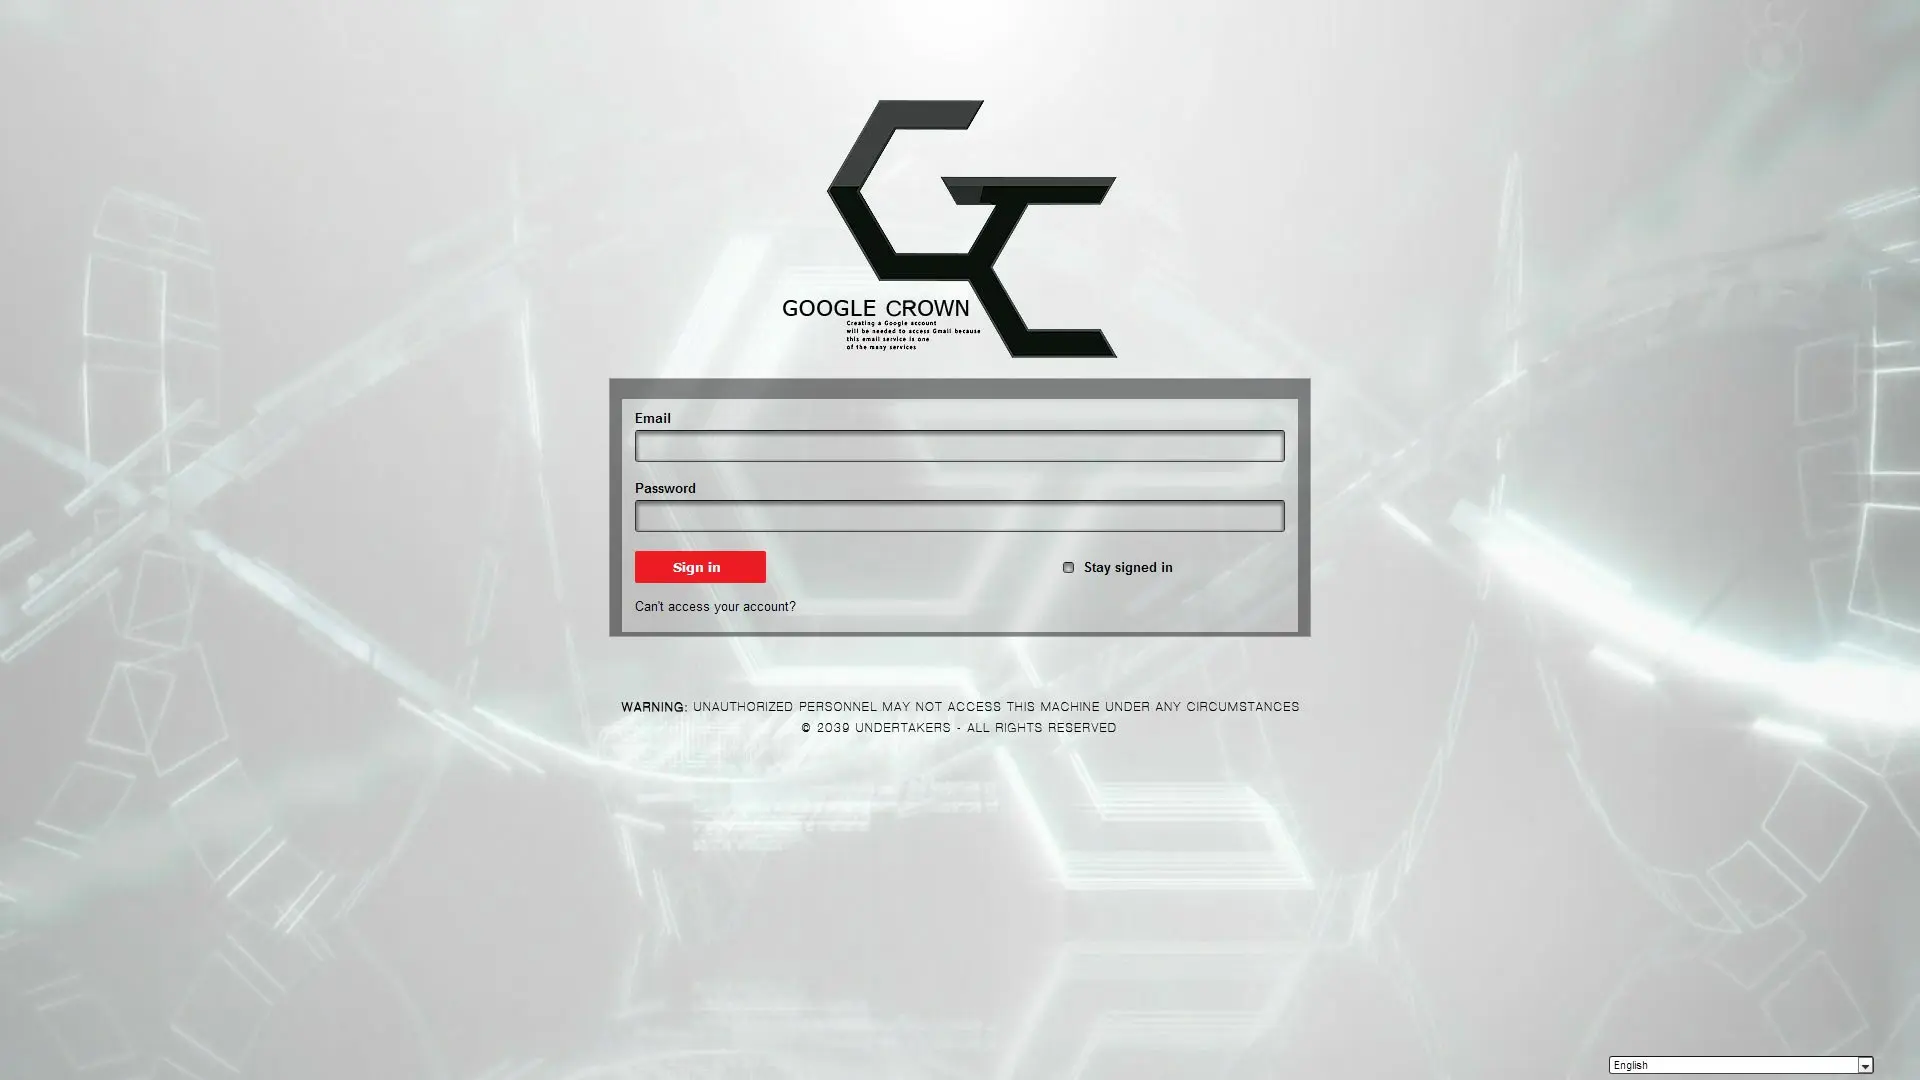 GOOGLE CROWN
Creating a Google account
will be needed to access Gmail because
this email service is one
of the many services
Email
Password
Sign in
Stay signed in
Can't access your account?
WARNING: UNAUTHORIZED PERSONNEL MAY NOT ACCESS THIS MACHINE UNDER ANY CIRCUMSTANCES
© 2039 UNDERTAKERS - ALL RIGHTS RESERVED
English